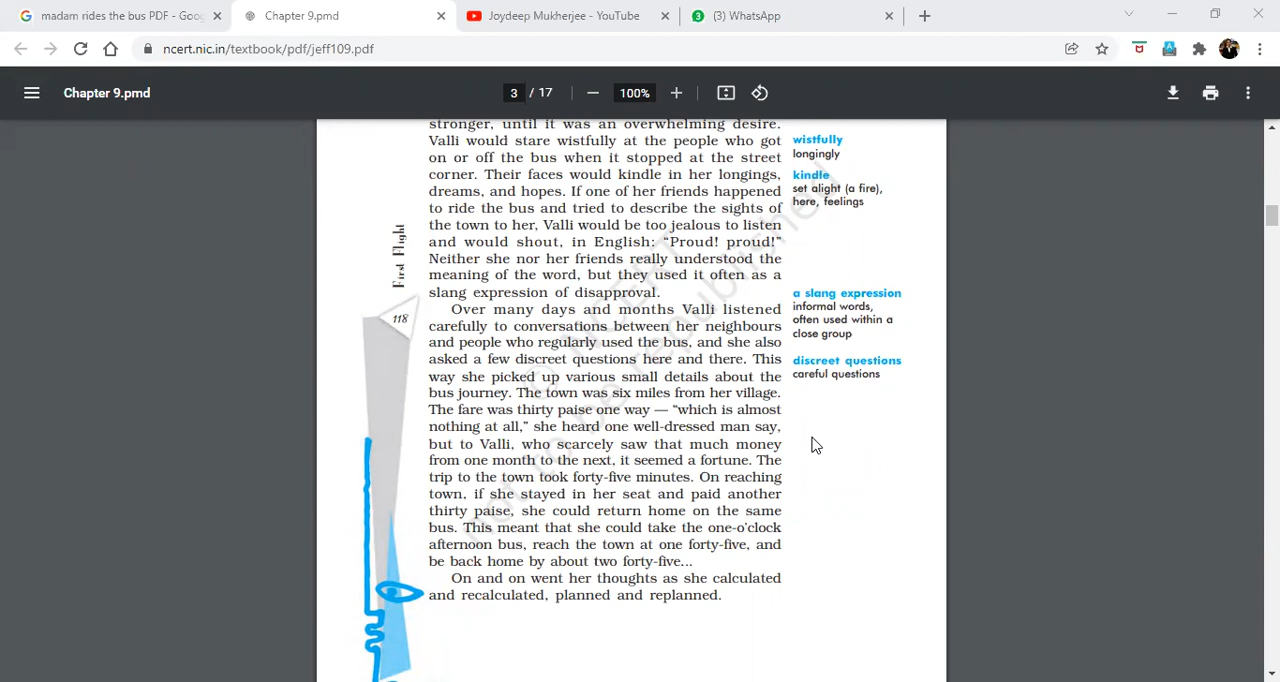 madam rides the bus PDF - Goo
Chapter 9.pmd
Joydeep Mukherjee - YouTube
3 (3) WhatsApp
ncert.nic.in/textbook/pdf/jeff109.pdf
Chapter 9.pmd
3 / 17
100%
stronger, until it was an overwhelming desire.
Valli would stare wistfully at the people who got
on or off the bus when it stopped at the street
corner. Their faces would kindle in her longings,
dreams, and hopes. If one of her friends happened
to ride the bus and tried to describe the sights of
the town to her, Valli would be too jealous to listen
and would shout, in English: “Proud! proud!”
Neither she nor her friends really understood the
meaning of the word, but they used it often as a
slang expression of disapproval.
Over many days and months Valli listened
carefully to conversations between her neighbours
and people who regularly used the bus, and she also
asked a few discreet questions here and there. This
way she picked up various small details about the
bus journey. The town was six miles from her village.
The fare was thirty paise one way — “which is almost
nothing at all,” she heard one well-dressed man say,
but to Valli, who scarcely saw that much money
from one month to the next, it seemed a fortune. The
trip to the town took forty-five minutes. On reaching
town, if she stayed in her seat and paid another
thirty paise, she could return home on the same
bus. This meant that she could take the one-o’clock
afternoon bus, reach the town at one forty-five, and
be back home by about two forty-five...
On and on went her thoughts as she calculated
and recalculated, planned and replanned.
wistfully
longingly
kindle
set alight (a fire),
here, feelings
a slang expression
informal words,
often used within a
close group
discreet questions
careful questions
First Flight
118
© NCERT
not to be republished